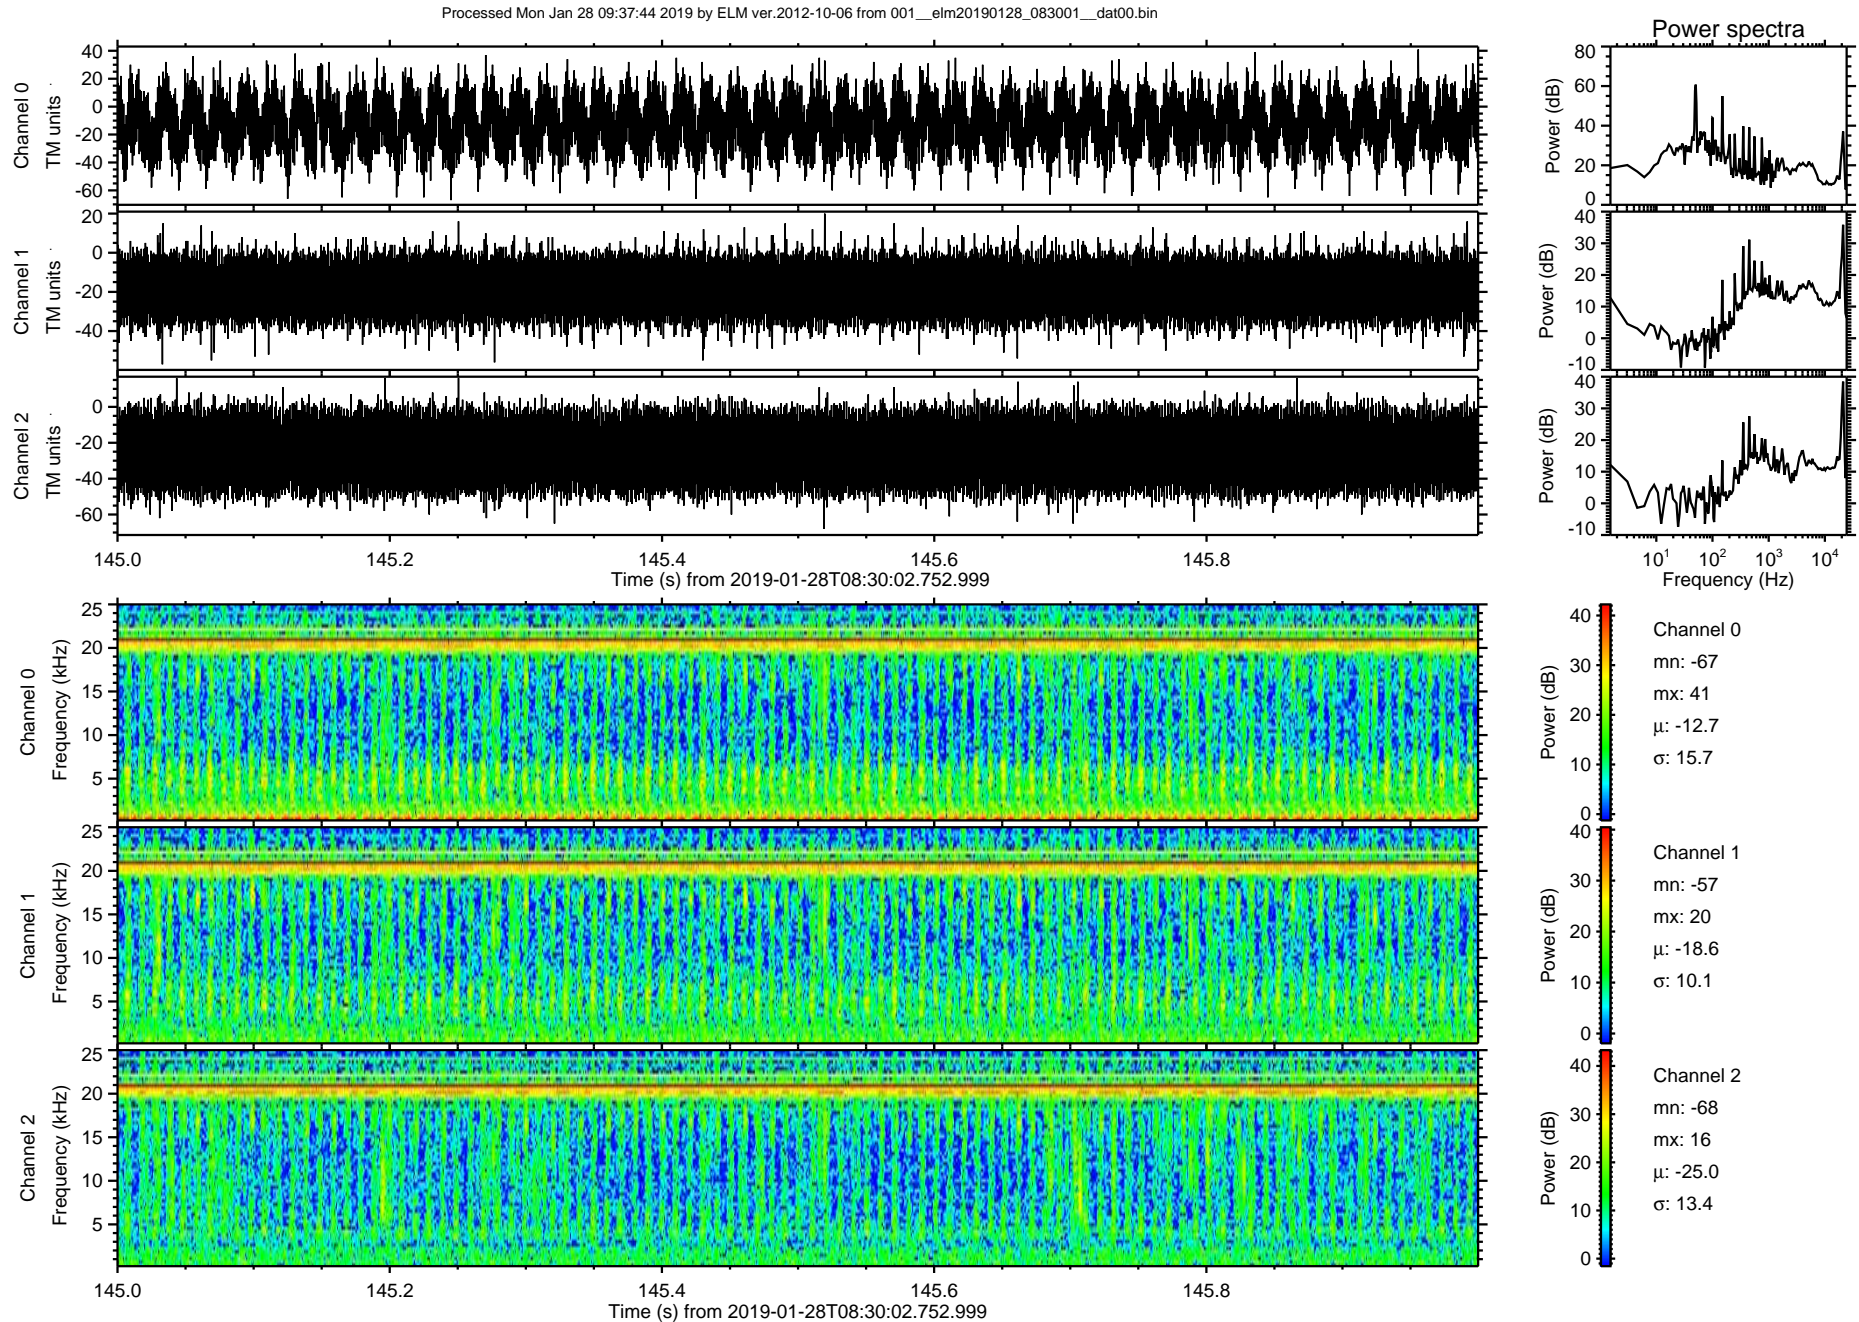 Processed Mon Jan 28 09:37:44 2019 by ELM ver.2012-10-06 from 001__elm20190128_083001__dat00.bin
Power spectra
Channel 0
TM units
40
20
0
-20
-40
-60
Power (dB)
80
60
40
20
0
Channel 1
TM units
20
0
-20
-40
Power (dB)
40
30
20
10
0
-10
Channel 2
TM units
0
-20
-40
-60
Power (dB)
40
30
20
10
0
-10
145.0 145.2 145.4 145.6 145.8
Time (s) from 2019-01-28T08:30:02.752.999
10^1 10^2 10^3 10^4
Frequency (Hz)
Channel 0
Frequency (kHz)
25
20
15
10
5
Power (dB)
40
30
20
10
0
Channel 0
mn: -67
mx: 41
μ: -12.7
σ: 15.7
Channel 1
Frequency (kHz)
25
20
15
10
5
Power (dB)
40
30
20
10
0
Channel 1
mn: -57
mx: 20
μ: -18.6
σ: 10.1
Channel 2
Frequency (kHz)
25
20
15
10
5
Power (dB)
40
30
20
10
0
Channel 2
mn: -68
mx: 16
μ: -25.0
σ: 13.4
145.0 145.2 145.4 145.6 145.8
Time (s) from 2019-01-28T08:30:02.752.999